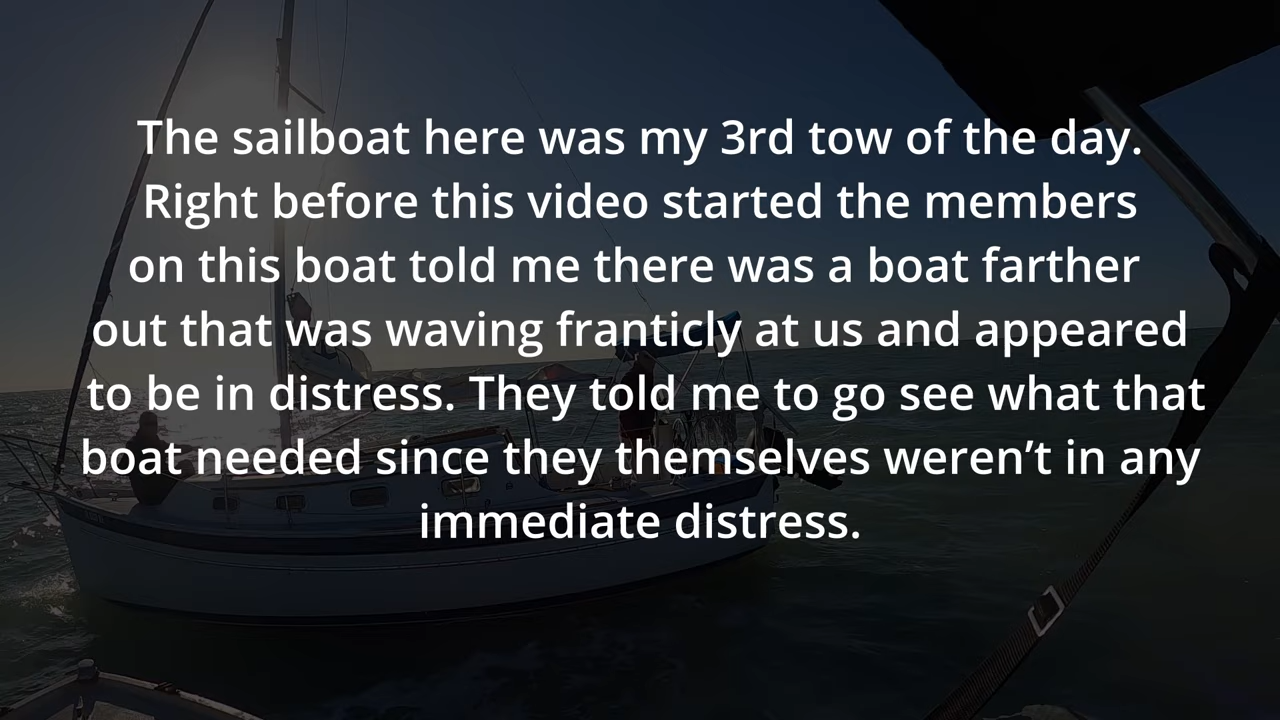 The sailboat here was my 3rd tow of the day.
Right before this video started the members
on this boat told me there was a boat farther
out that was waving franticly at us and appeared
to be in distress. They told me to go see what that
boat needed since they themselves weren’t in any
immediate distress.